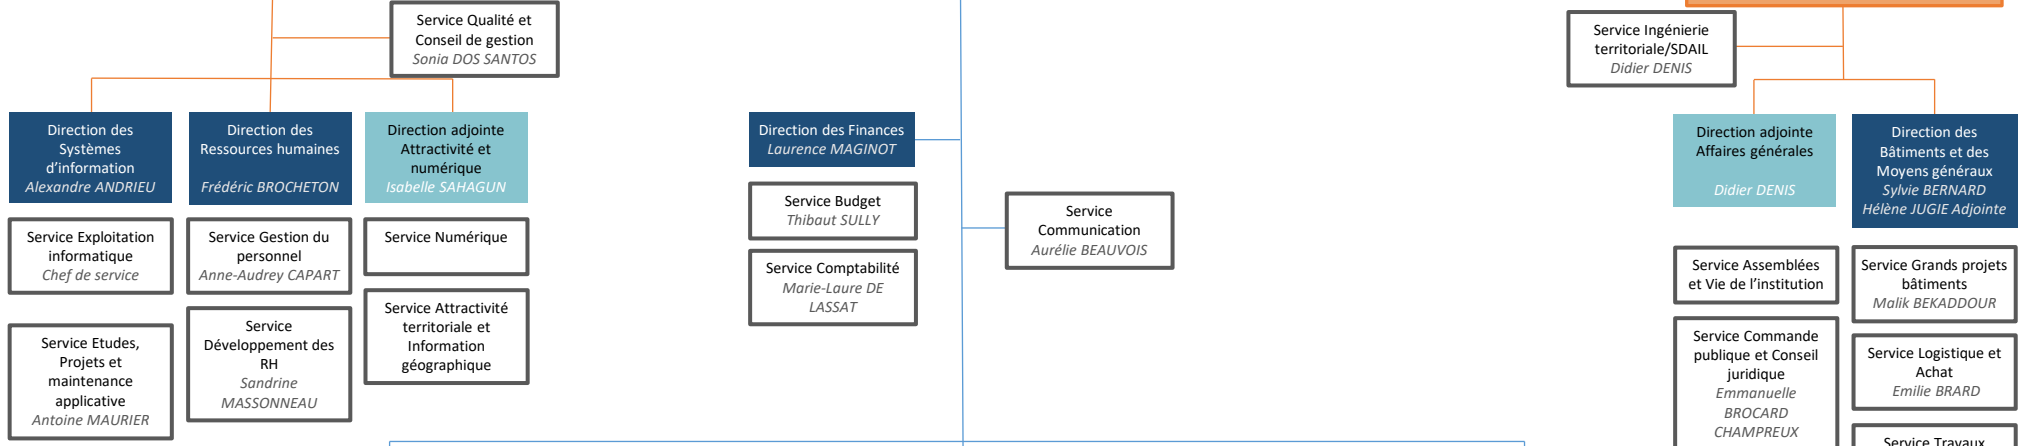 Service Qualité et
Conseil de gestion
Sonia DOS SANTOS
Service Ingénierie
territoriale/SDAIL
Didier DENIS
Direction des
Systèmes
d’information
Alexandre ANDRIEU
Direction des
Ressources humaines
Frédéric BROCHETON
Direction adjointe
Attractivité et
numérique
Isabelle SAHAGUN
Direction des Finances
Laurence MAGINOT
Direction adjointe
Affaires générales
Didier DENIS
Direction des
Bâtiments et des
Moyens généraux
Sylvie BERNARD
Hélène JUGIE Adjointe
Service Exploitation
informatique
Chef de service
Service Etudes,
Projets et
maintenance
applicative
Antoine MAURIER
Service Gestion du
personnel
Anne-Audrey CAPART
Service
Développement des
RH
Sandrine
MASSONNEAU
Service Numérique
Service Attractivité
territoriale et
Information
géographique
Service Budget
Thibaut SULLY
Service Comptabilité
Marie-Laure DE
LASSAT
Service
Communication
Aurélie BEAUVOIS
Service Assemblées
et Vie de l’institution
Service Commande
publique et Conseil
juridique
Emmanuelle
BROCARD
CHAMPREUX
Service Grands projets
bâtiments
Malik BEKADDOUR
Service Logistique et
Achat
Emilie BRARD
Service Travaux